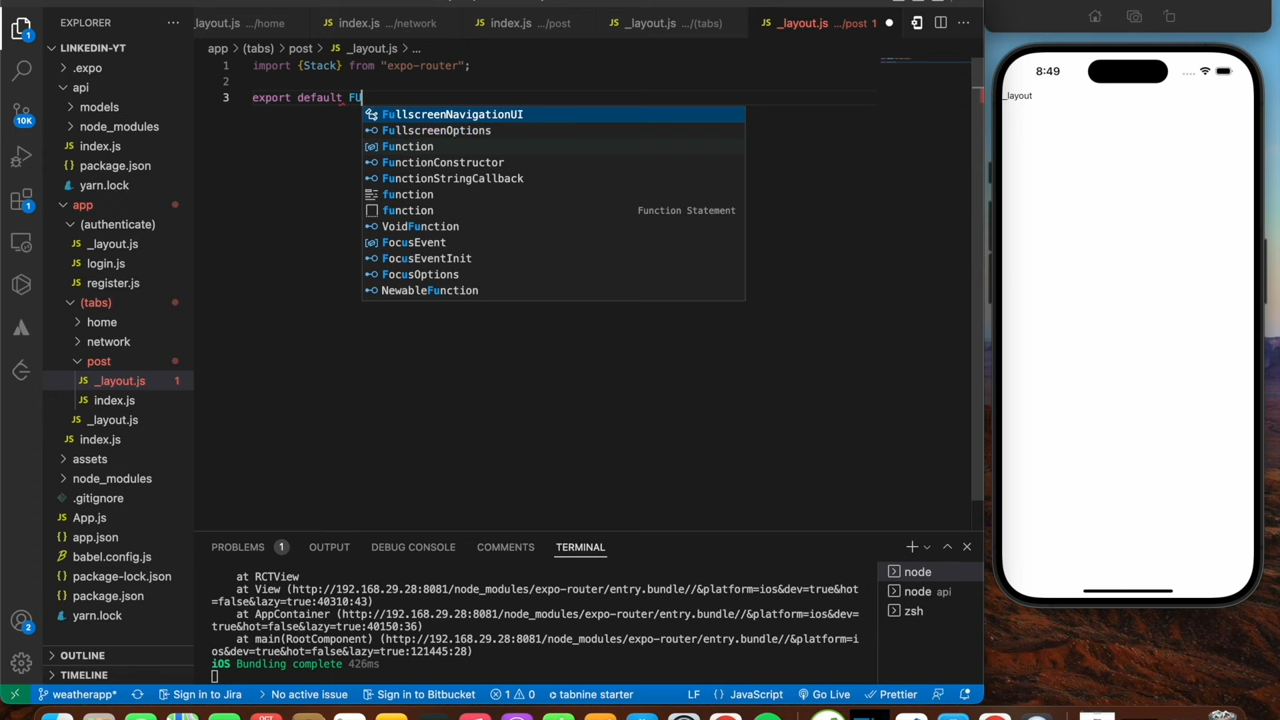 EXPLORER
_layout.js .../home
index.js .../network
index.js .../post
_layout.js .../(tabs)
_layout.js .../post 1
LINKEDIN-YT
.expo
api
models
node_modules
index.js
package.json
yarn.lock
app
(authenticate)
_layout.js
login.js
register.js
(tabs)
home
network
post
_layout.js 1
index.js
_layout.js
index.js
assets
node_modules
.gitignore
App.js
app.json
babel.config.js
package-lock.json
package.json
yarn.lock
OUTLINE
TIMELINE
1
10K
1
2
app > (tabs) > post > _layout.js > ...
1 import {Stack} from "expo-router";
2
3 export default FU
FullscreenNavigationUI
FullscreenOptions
Function
FunctionConstructor
FunctionStringCallback
function
function Function Statement
VoidFunction
FocusEvent
FocusEventInit
FocusOptions
NewableFunction
PROBLEMS 1 OUTPUT DEBUG CONSOLE COMMENTS TERMINAL
at RCTView
at View (http://192.168.29.28:8081/node_modules/expo-router/entry.bundle//&platform=ios&dev=true&hot
=false&lazy=true:40310:43)
at AppContainer (http://192.168.29.28:8081/node_modules/expo-router/entry.bundle//&platform=ios&dev=
true&hot=false&lazy=true:40150:36)
at main(RootComponent) (http://192.168.29.28:8081/node_modules/expo-router/entry.bundle//&platform=i
os&dev=true&hot=false&lazy=true:121445:28)
iOS Bundling complete 426ms
node
node api
zsh
weatherapp* Sign in to Jira No active issue Sign in to Bitbucket 1 0 tabnine starter LF {} JavaScript Go Live Prettier
8:49
_layout